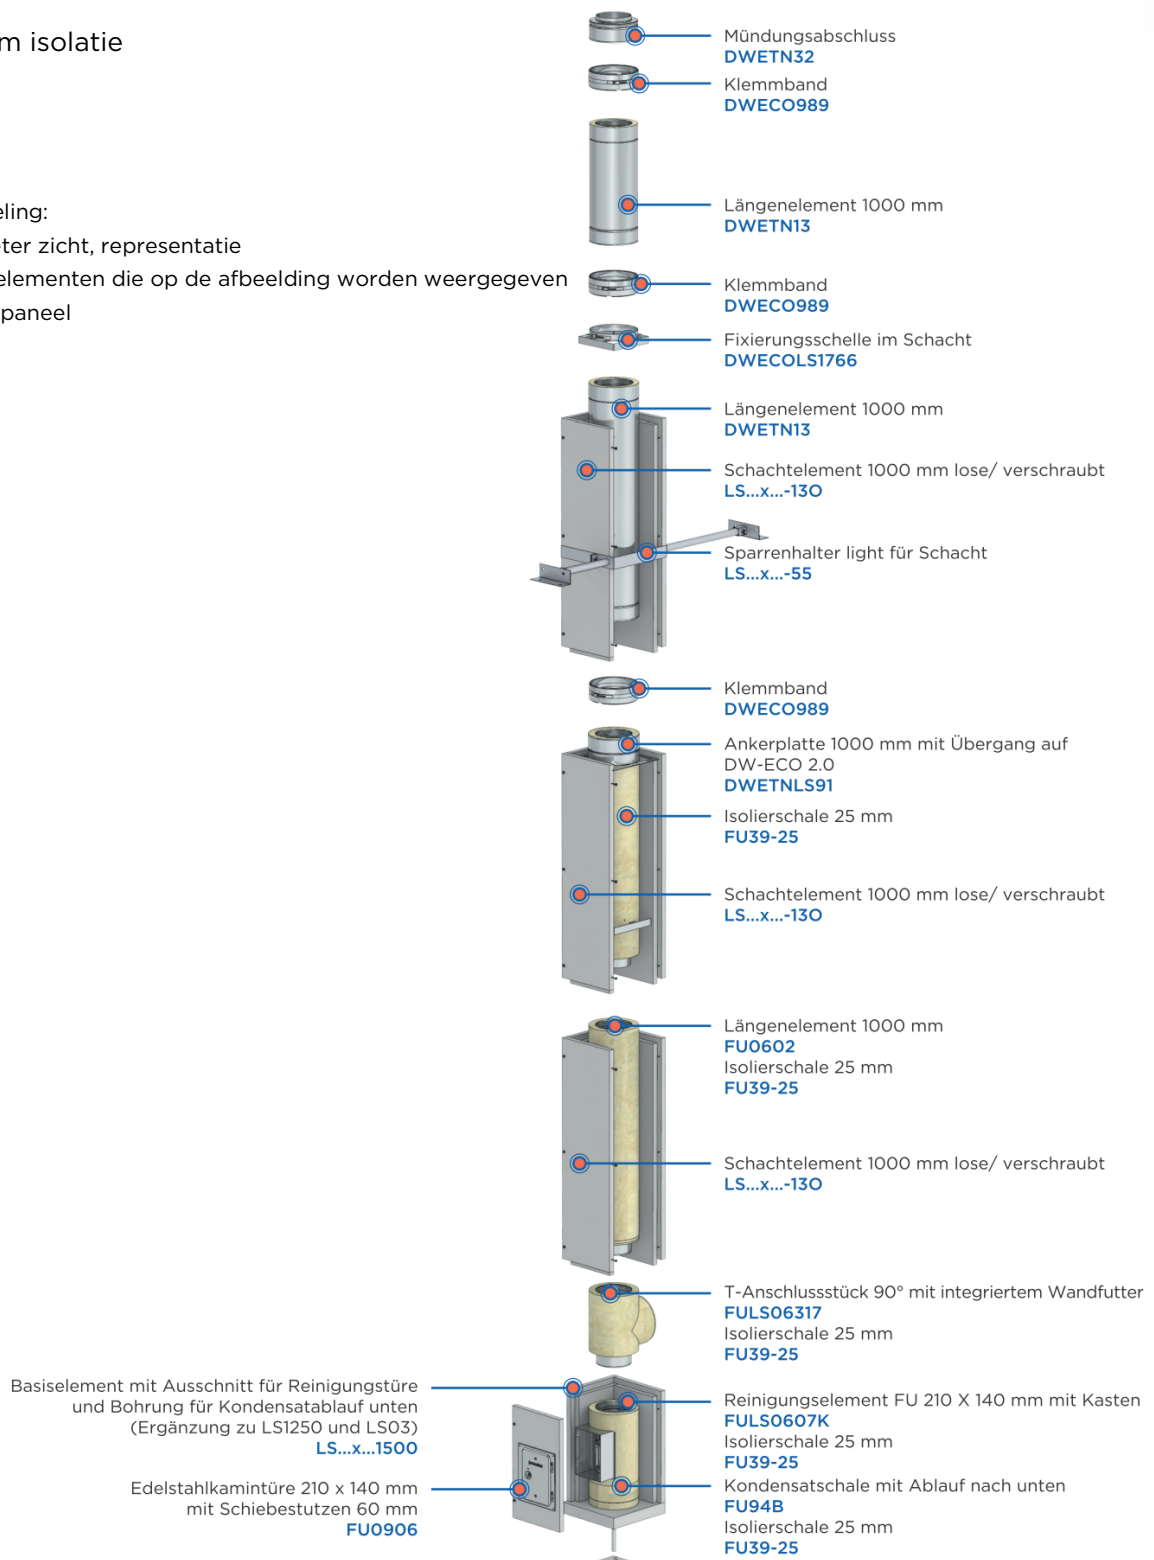 m isolatie
eling:
ter zicht, representatie
elementen die op de afbeelding worden weergegeven
paneel
Mündungsabschluss
DWETN32
Klemmband
DWECO989
Längenelement 1000 mm
DWETN13
Klemmband
DWECO989
Fixierungsschelle im Schacht
DWECOLS1766
Längenelement 1000 mm
DWETN13
Schachtelement 1000 mm lose/ verschraubt
LS...x...-13O
Sparrenhalter light für Schacht
LS...x...-55
Klemmband
DWECO989
Ankerplatte 1000 mm mit Übergang auf
DW-ECO 2.0
DWETNLS91
Isolierschale 25 mm
FU39-25
Schachtelement 1000 mm lose/ verschraubt
LS...x...-13O
Längenelement 1000 mm
FU0602
Isolierschale 25 mm
FU39-25
Schachtelement 1000 mm lose/ verschraubt
LS...x...-13O
T-Anschlussstück 90° mit integriertem Wandfutter
FULS06317
Isolierschale 25 mm
FU39-25
Basiselement mit Ausschnitt für Reinigungstüre
und Bohrung für Kondensatablauf unten
(Ergänzung zu LS1250 und LS03)
LS...x...1500
Edelstahlkamintüre 210 x 140 mm
mit Schiebestutzen 60 mm
FU0906
Reinigungselement FU 210 X 140 mm mit Kasten
FULS0607K
Isolierschale 25 mm
FU39-25
Kondensatschale mit Ablauf nach unten
FU94B
Isolierschale 25 mm
FU39-25